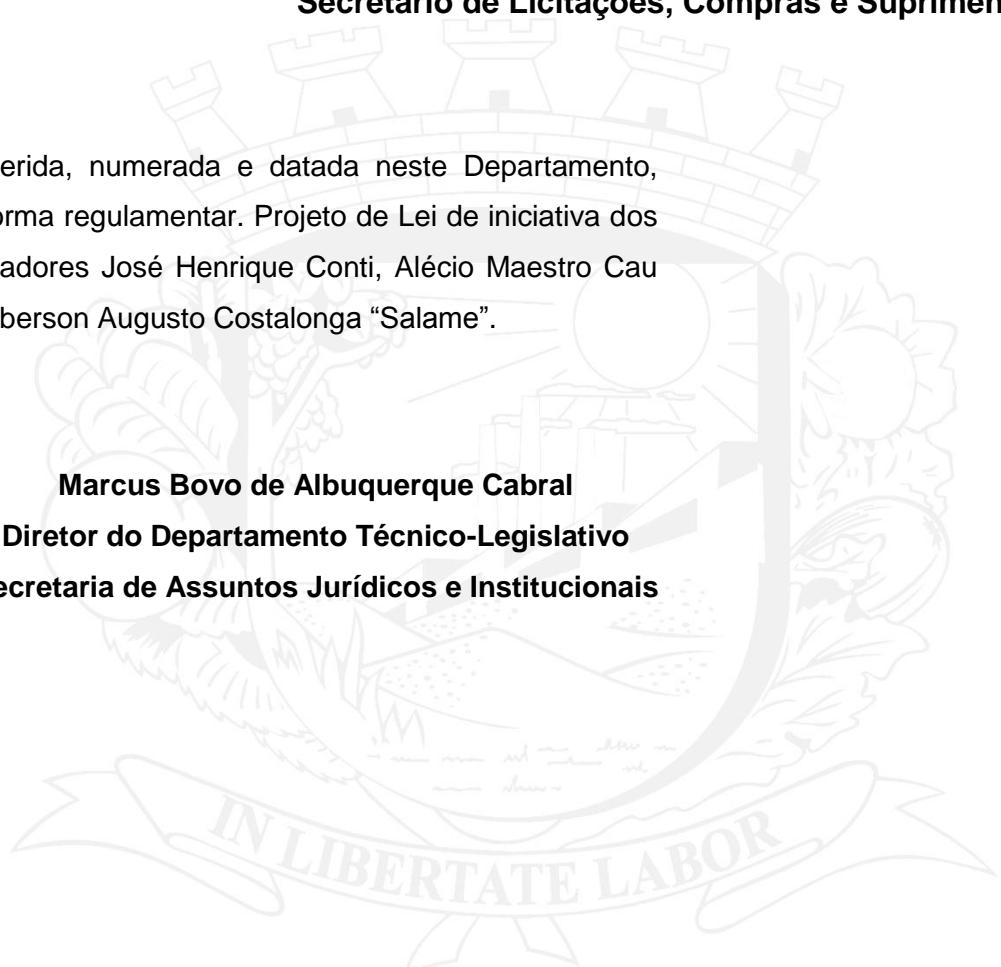 Secretário de Licitações, Compras e Suprimen
erida, numerada e datada neste Departamento,
orma regulamentar. Projeto de Lei de iniciativa dos
adores José Henrique Conti, Alécio Maestro Cau
berson Augusto Costalonga “Salame”.
Marcus Bovo de Albuquerque Cabral
Diretor do Departamento Técnico-Legislativo
ecretaria de Assuntos Jurídicos e Institucionais
IN LIBERTATE LABOR